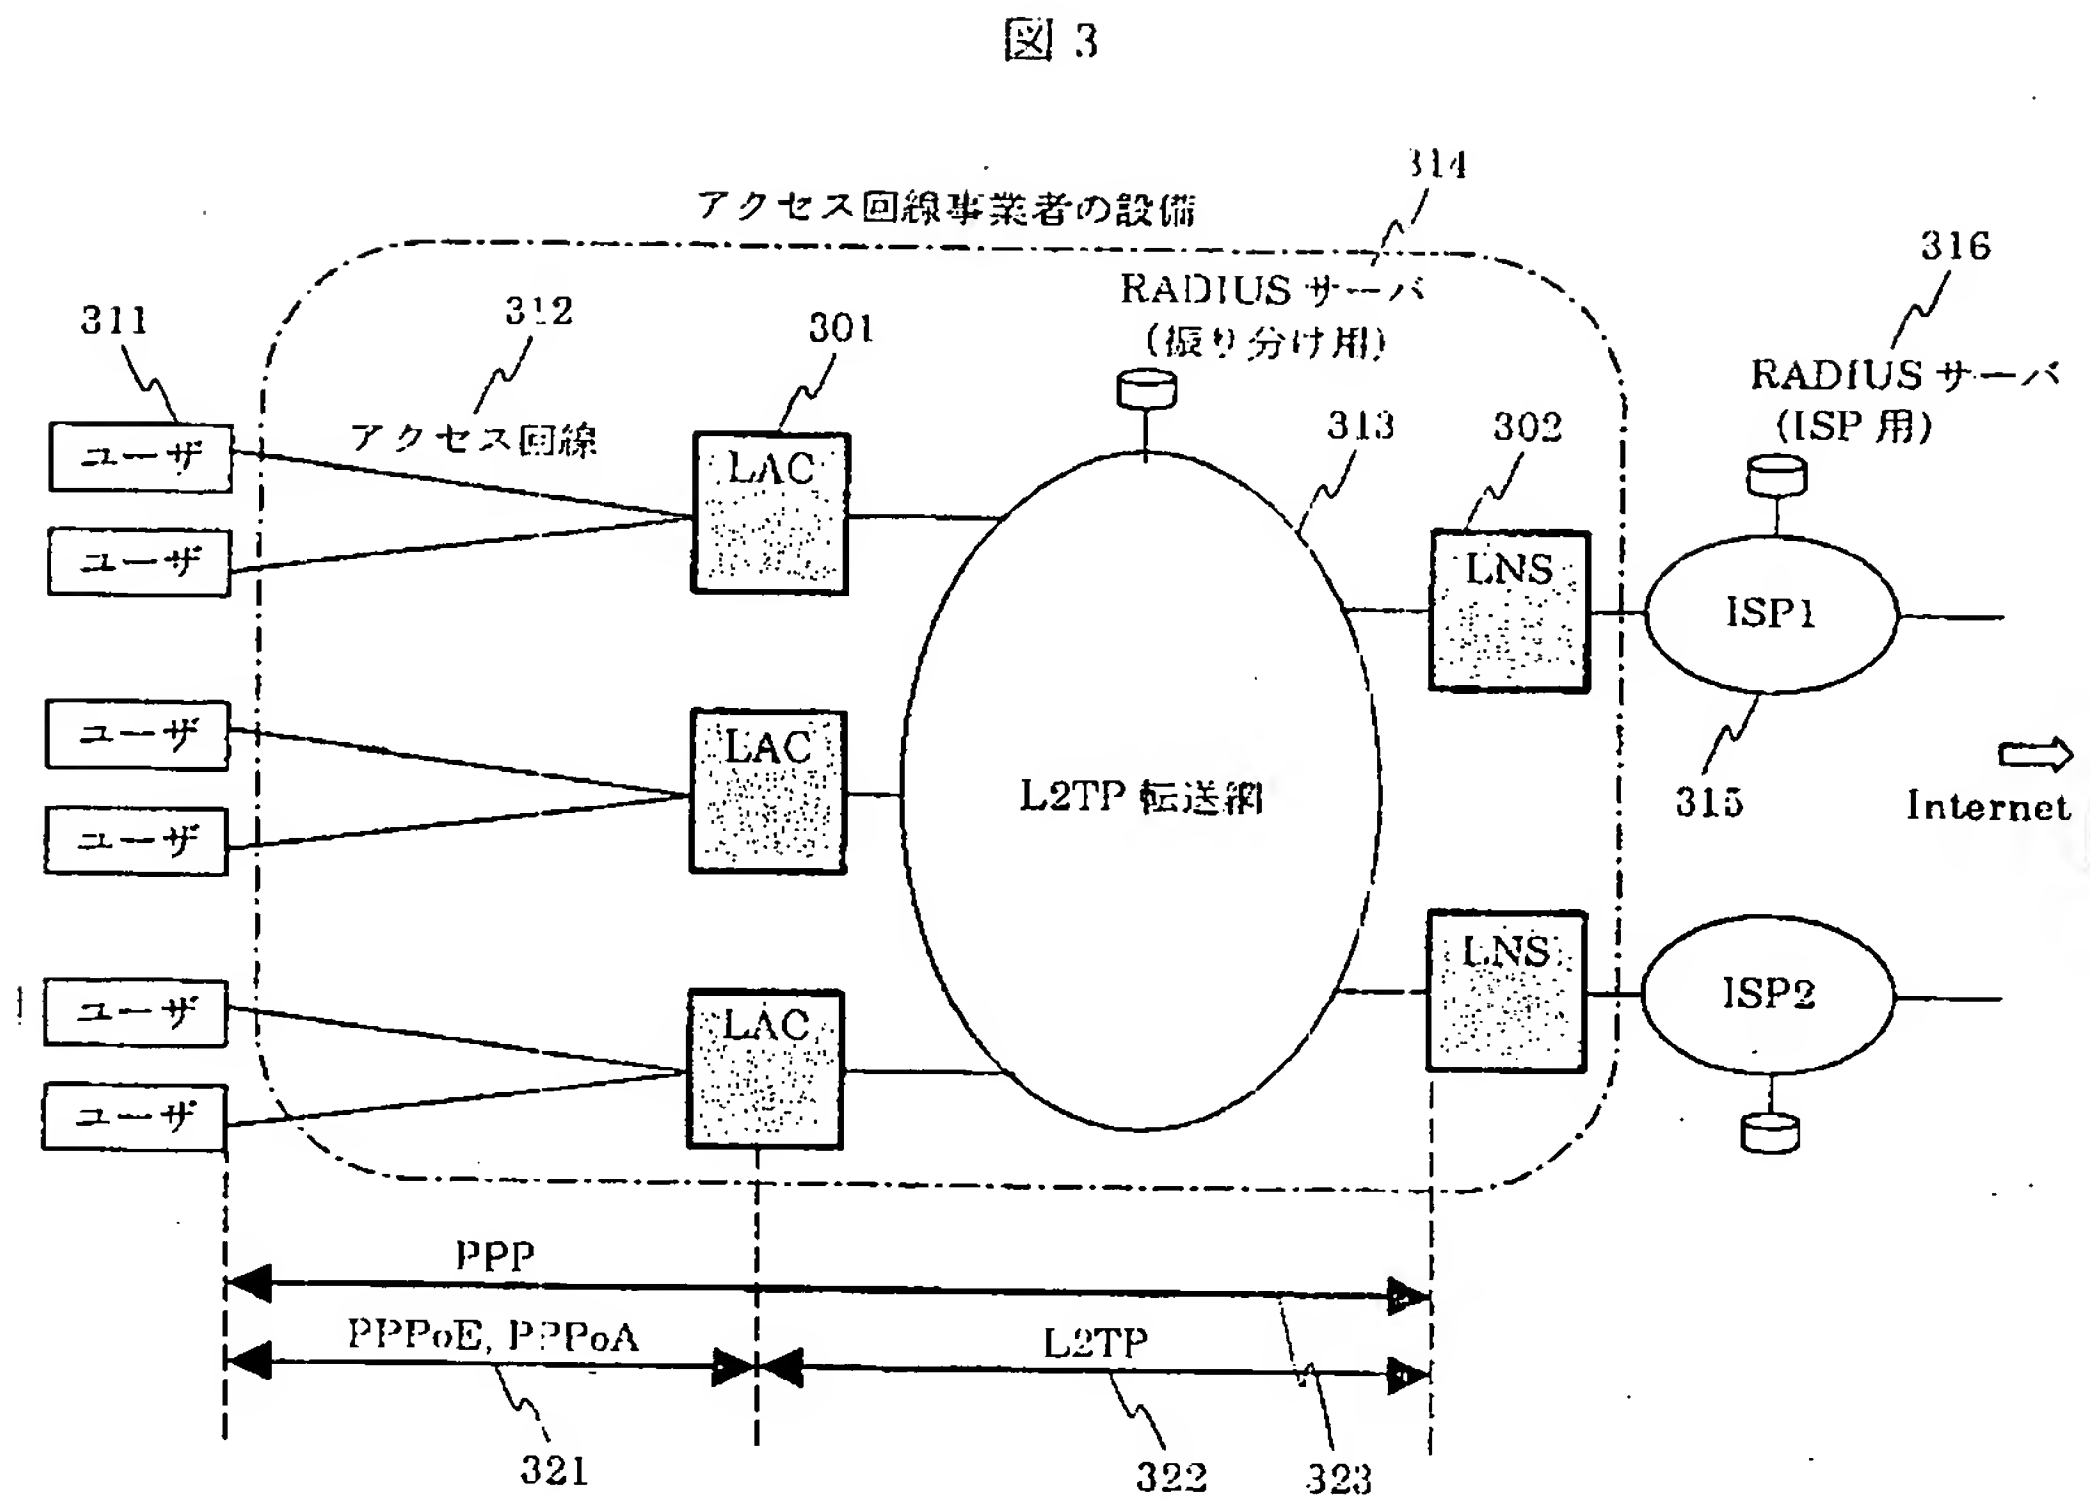 図 3
314
アクセス回線事業者の設備
316
RADIUS サーバ
(振り分け用)
311
312
301
RADIUS サーバ
(ISP 用)
313
302
ユーザ
アクセス回線
LAC
ユーザ
LNS
ISP1
ユーザ
LAC
L2TP 転送網
315
Internet
ユーザ
LNS
ISP2
ユーザ
LAC
ユーザ
PPP
PPPoE, PPPoA
L2TP
321
322
323